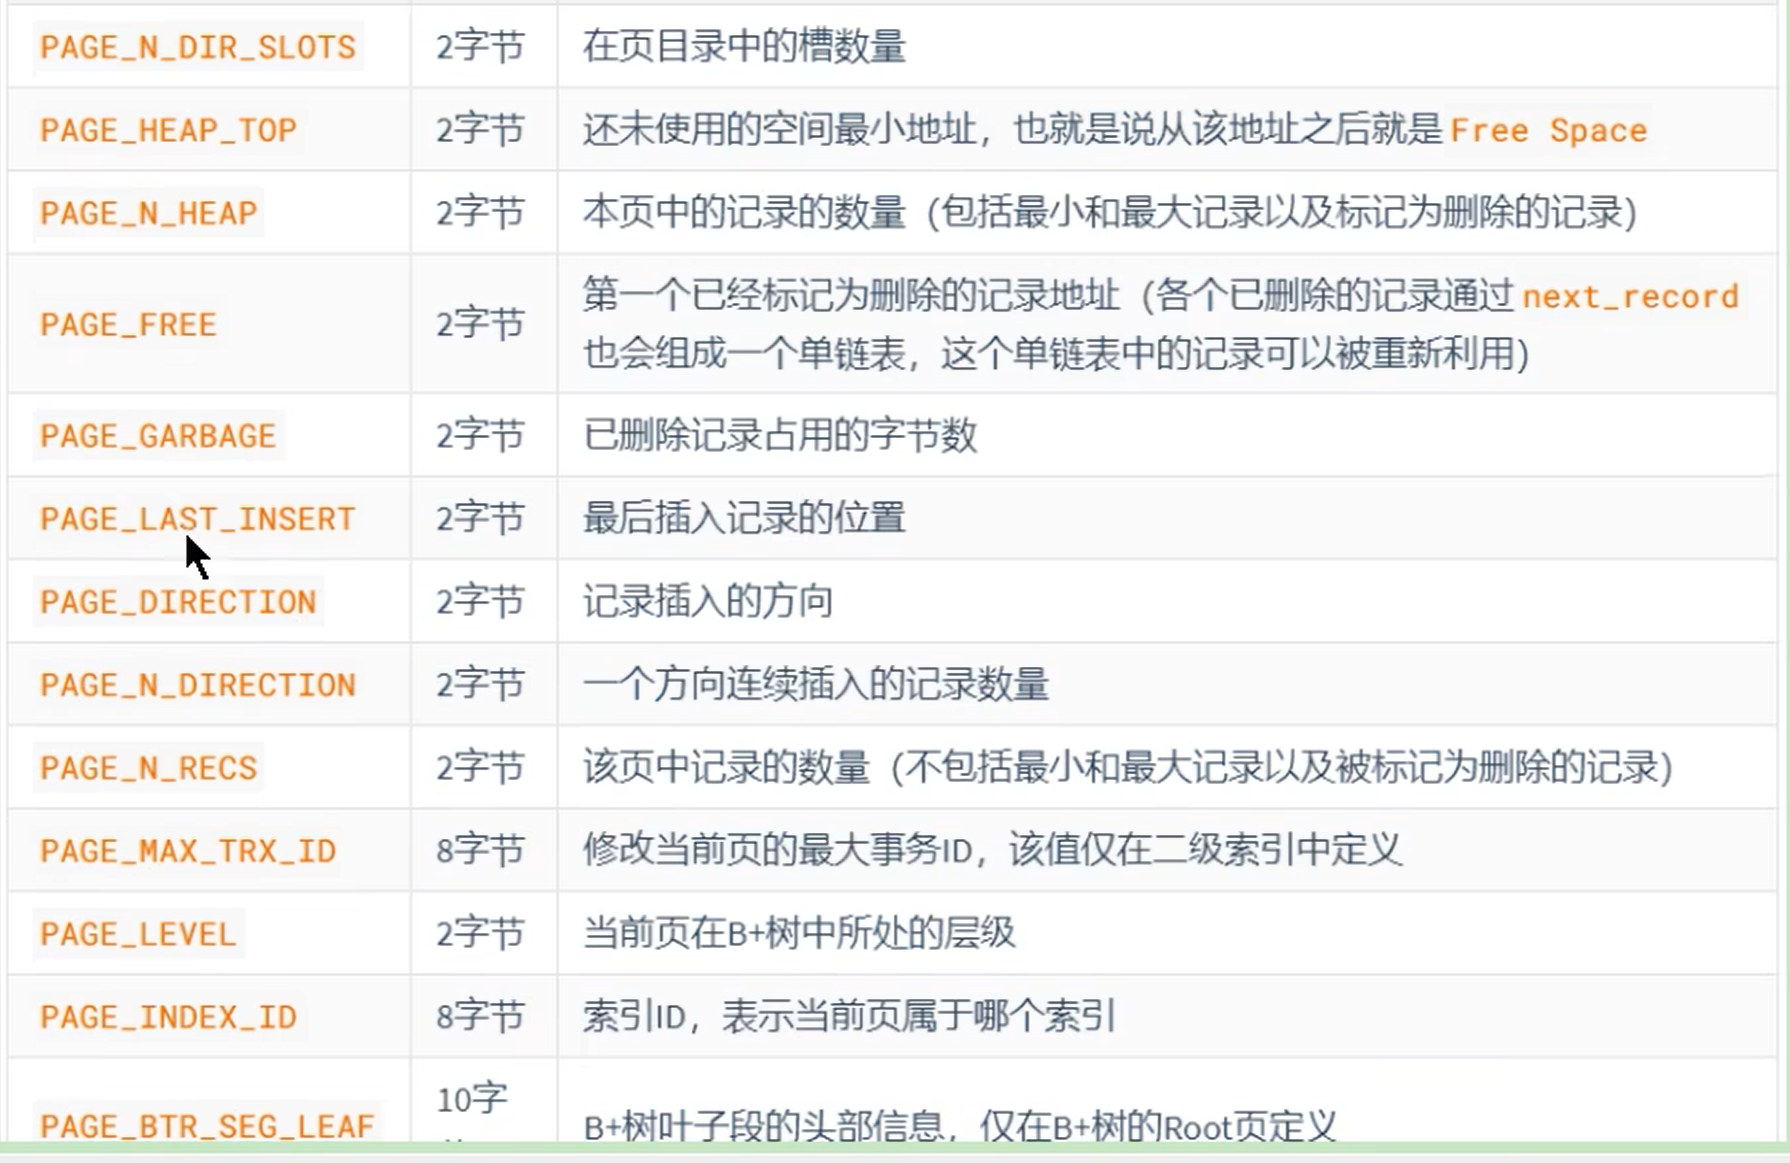 PAGE_N_DIR_SLOTS 2字节 在页目录中的槽数量
PAGE_HEAP_TOP 2字节 还未使用的空间最小地址，也就是说从该地址之后就是Free Space
PAGE_N_HEAP 2字节 本页中的记录的数量（包括最小和最大记录以及标记为删除的记录）
PAGE_FREE 2字节 第一个已经标记为删除的记录地址（各个已删除的记录通过next_record
也会组成一个单链表，这个单链表中的记录可以被重新利用）
PAGE_GARBAGE 2字节 已删除记录占用的字节数
PAGE_LAST_INSERT 2字节 最后插入记录的位置
PAGE_DIRECTION 2字节 记录插入的方向
PAGE_N_DIRECTION 2字节 一个方向连续插入的记录数量
PAGE_N_RECS 2字节 该页中记录的数量（不包括最小和最大记录以及被标记为删除的记录）
PAGE_MAX_TRX_ID 8字节 修改当前页的最大事务ID，该值仅在二级索引中定义
PAGE_LEVEL 2字节 当前页在B+树中所处的层级
PAGE_INDEX_ID 8字节 索引ID，表示当前页属于哪个索引
PAGE_BTR_SEG_LEAF 10字 B+树叶子段的头部信息，仅在B+树的Root页定义